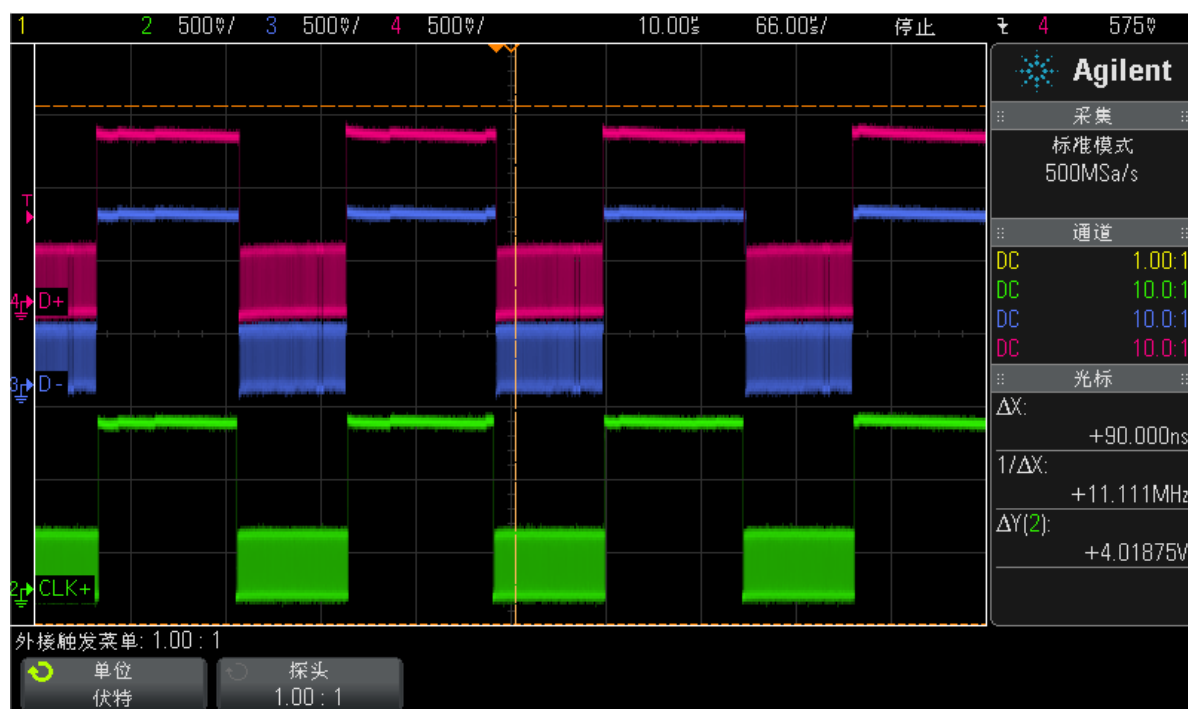 1 2 500mV/ 3 500mV/ 4 500mV/ 10.00us 66.00us/ 停止 4 575mV
Agilent
采集
标准模式
500MSa/s
通道
DC 1.00:1
DC 10.0:1
DC 10.0:1
DC 10.0:1
光标
ΔX:
+90.000ns
1/ΔX:
+11.111MHz
ΔY(2):
+4.01875V
T
4 D+
3 D-
2 CLK+
外接触发菜单: 1.00 : 1
单位
伏特
探头
1.00 : 1